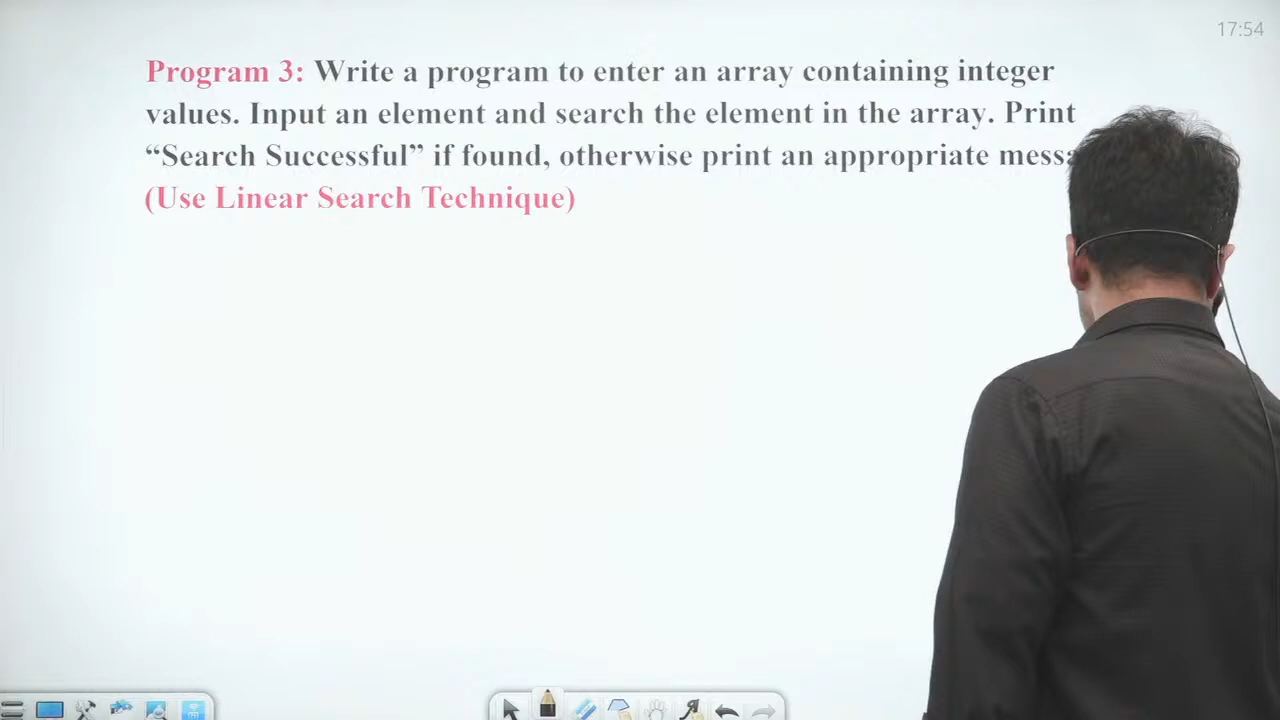 17:54
Program 3: Write a program to enter an array containing integer
values. Input an element and search the element in the array. Print
“Search Successful” if found, otherwise print an appropriate
(Use Linear Search Technique)